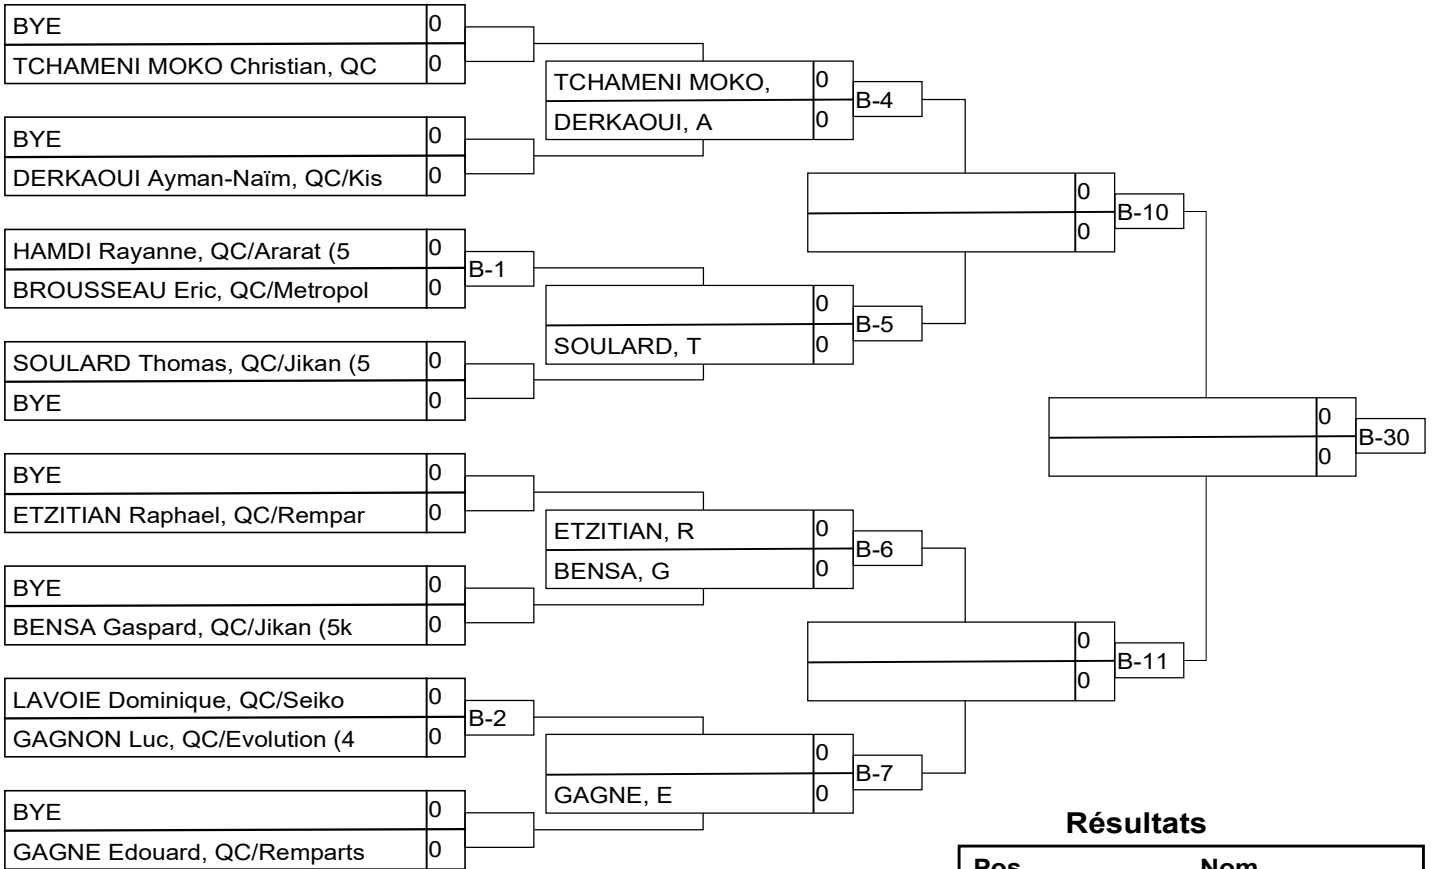 BYE 0
TCHAMENI MOKO Christian, QC 0
BYE 0
DERKAOUI Ayman-Naïm, QC/Kis 0
HAMDI Rayanne, QC/Ararat (5 0
B-1
BROUSSEAU Eric, QC/Metropol 0
SOULARD Thomas, QC/Jikan (5 0
BYE 0
BYE 0
ETZITIAN Raphael, QC/Rempar 0
BYE 0
BENSA Gaspard, QC/Jikan (5k 0
LAVOIE Dominique, QC/Seiko 0
B-2
GAGNON Luc, QC/Evolution (4 0
BYE 0
GAGNE Edouard, QC/Remparts 0
TCHAMENI MOKO, 0
B-4
DERKAOUI, A 0
0
B-5
SOULARD, T 0
ETZITIAN, R 0
B-6
BENSA, G 0
0
B-7
GAGNE, E 0
0
B-10
0
0
B-11
0
0
B-30
0
Résultats
Pos Nom